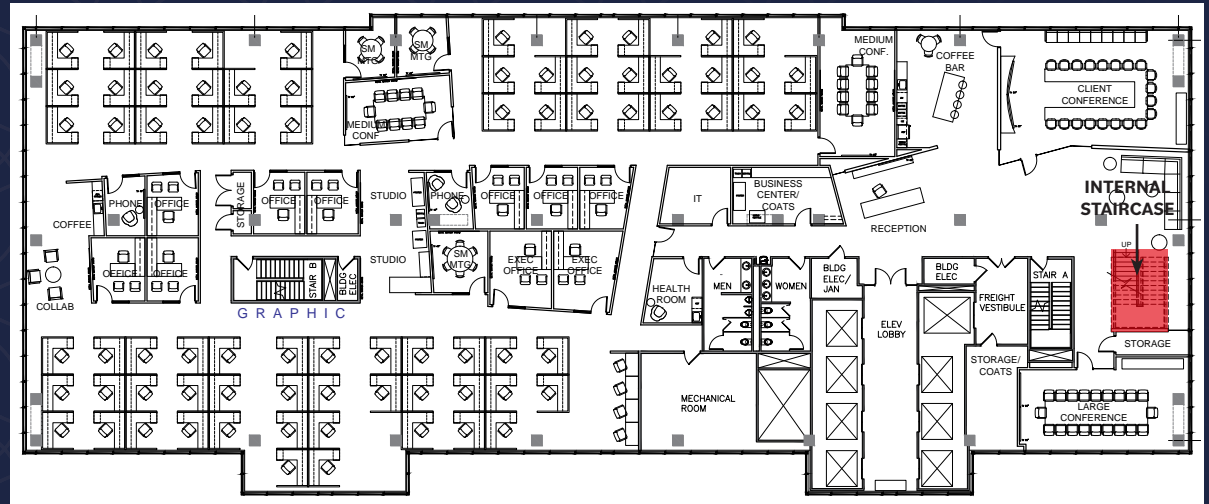 SM
MTG
SM
MTG
MEDIUM
CONF
MEDIUM
CONF.
COFFEE
BAR
CLIENT
CONFERENCE
COFFEE
PHONE
OFFICE
STORAGE
OFFICE
OFFICE
STUDIO
PHONE
OFFICE
OFFICE
OFFICE
IT
BUSINESS
CENTER/
COATS
RECEPTION
INTERNAL
STAIRCASE
UP
OFFICE
OFFICE
COLLAB
STAIR B
BLDG
ELEC
GRAPHIC
STUDIO
SM
MTG
EXEC
OFFICE
EXEC
OFFICE
HEALTH
ROOM
MEN
WOMEN
BLDG
ELEC/
JAN
ELEV
LOBBY
BLDG
ELEC
FREIGHT
VESTIBULE
STAIR A
STORAGE
STORAGE/
COATS
MECHANICAL
ROOM
LARGE
CONFERENCE